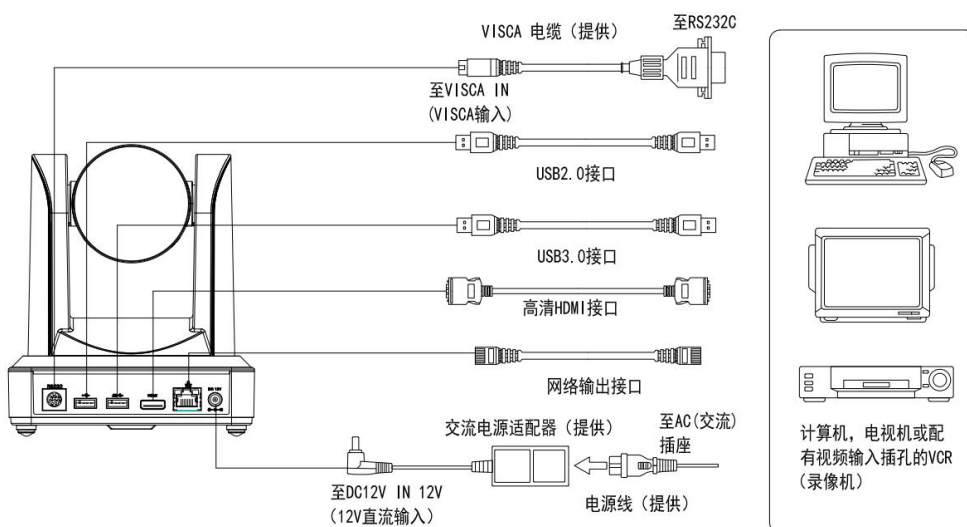 VISCA 电缆（提供）
至RS232C
至VISCA IN
(VISCA输入)
USB2.0接口
USB3.0接口
高清HDMI接口
网络输出接口
RS232
HDMI
DC 12V
交流电源适配器（提供）
至AC(交流)
插座
至DC12V IN 12V
（12V直流输入）
电源线（提供）
计算机，电视机或配
有视频输入插孔的VCR
（录像机）